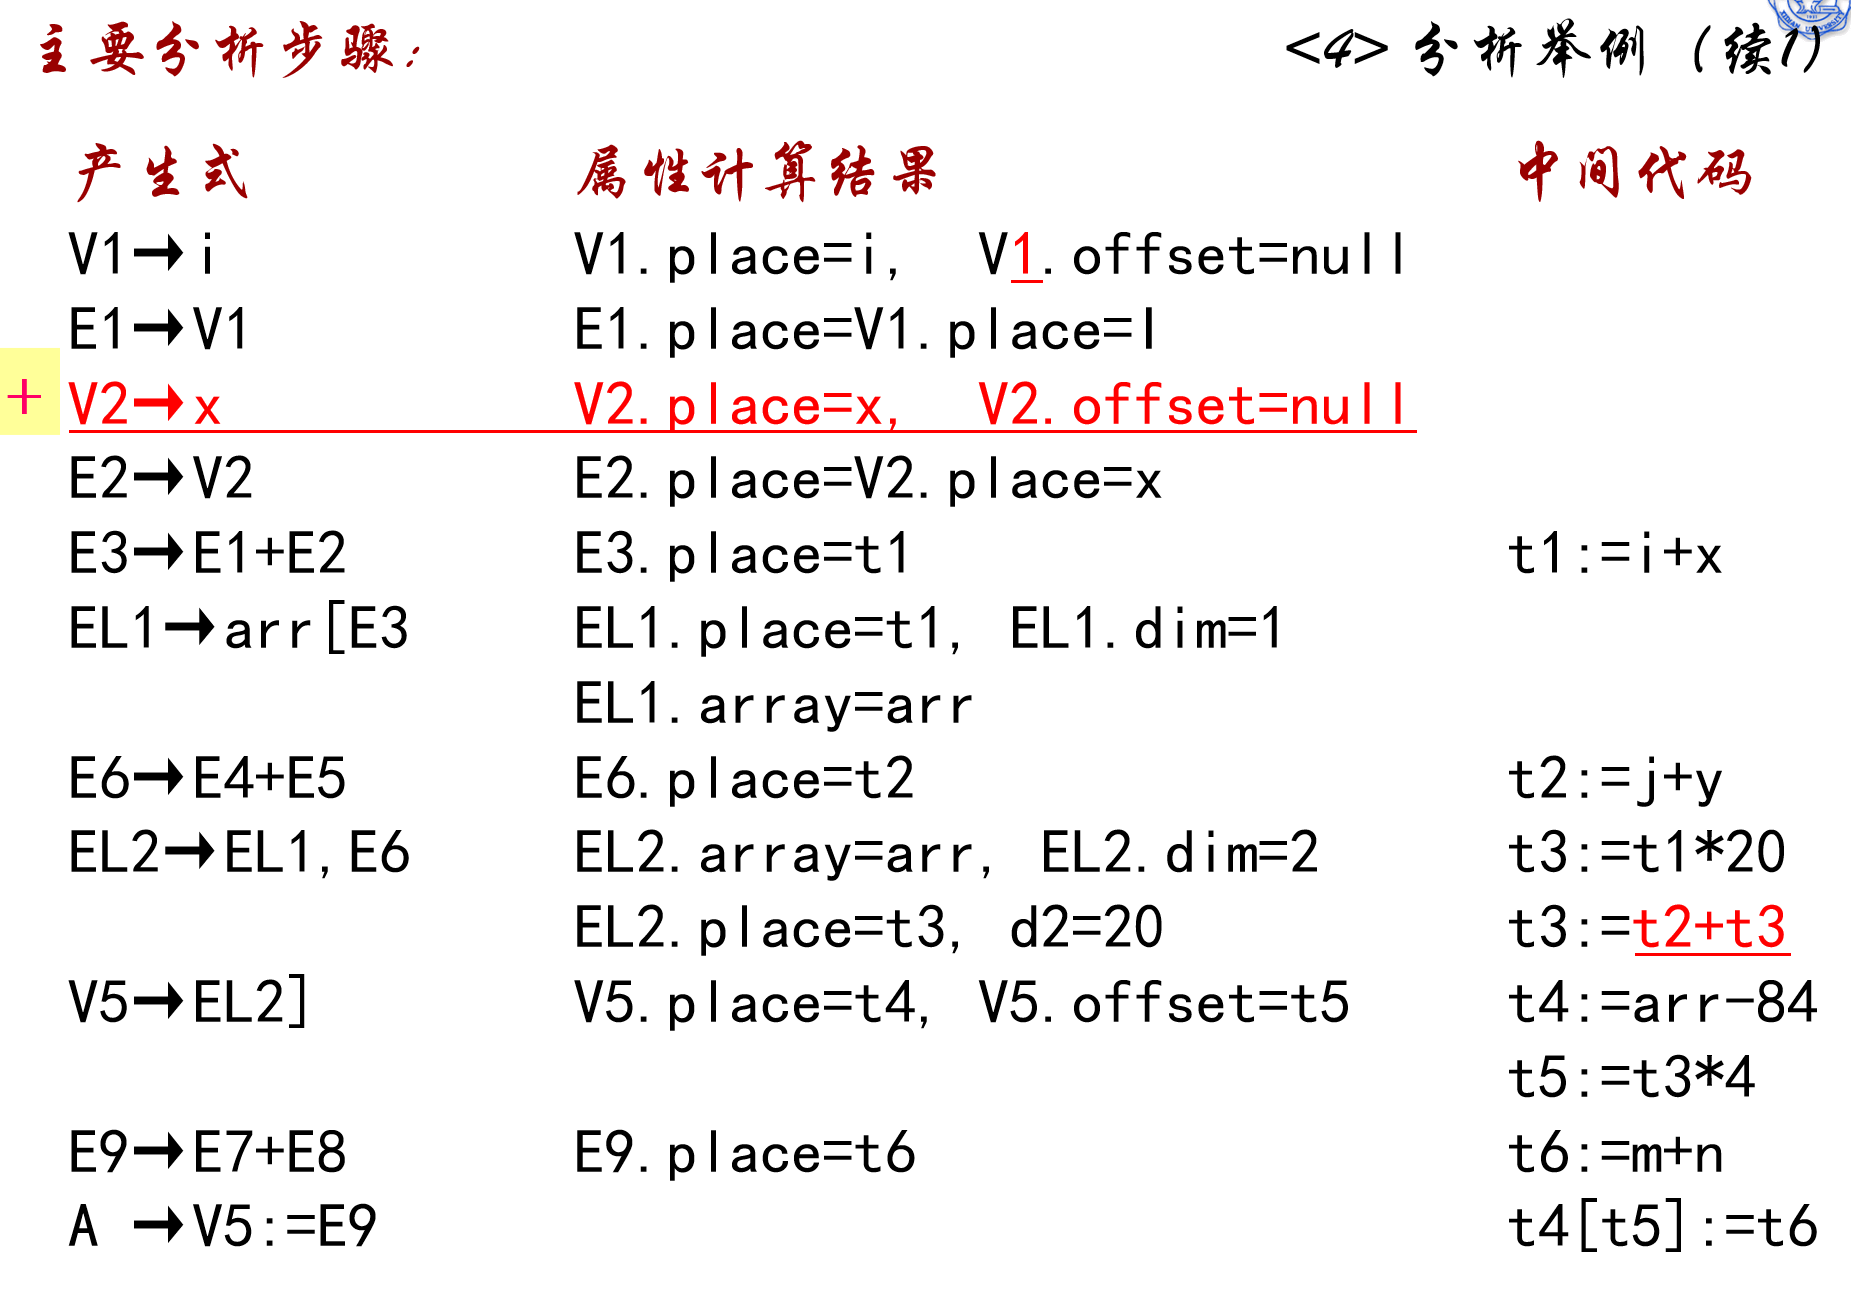 主要分析步骤：
<4> 分析举例（续1）
产生式 属性计算结果 中间代码
V1→i V1.place=i, V1.offset=null
E1→V1 E1.place=V1.place=I
+ V2→x V2.place=x, V2.offset=null
E2→V2 E2.place=V2.place=x
E3→E1+E2 E3.place=t1 t1:=i+x
EL1→arr[E3 EL1.place=t1, EL1.dim=1
EL1.array=arr
E6→E4+E5 E6.place=t2 t2:=j+y
EL2→EL1,E6 EL2.array=arr, EL2.dim=2 t3:=t1*20
EL2.place=t3, d2=20 t3:=t2+t3
V5→EL2] V5.place=t4, V5.offset=t5 t4:=arr-84
t5:=t3*4
E9→E7+E8 E9.place=t6 t6:=m+n
A →V5:=E9 t4[t5]:=t6